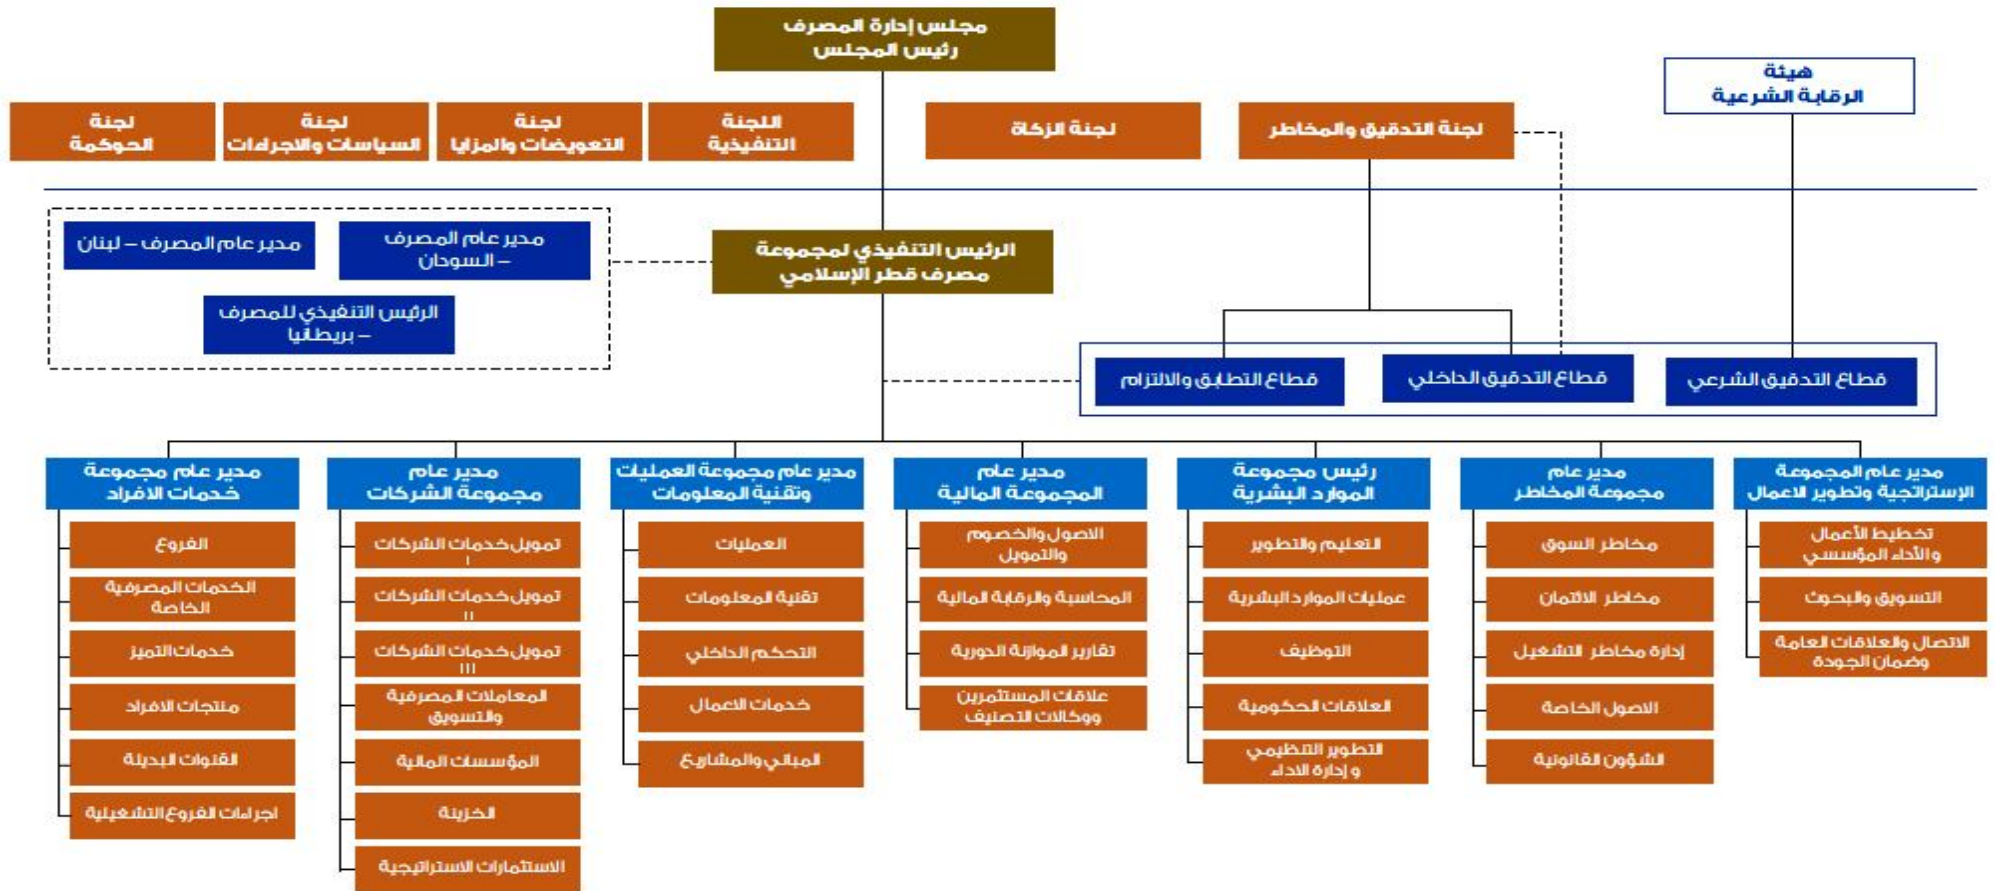 مجلس إدارة المصرف
رئيس المجلس
هيئة
الرقابة الشرعية
لجنة التدقيق والمخاطر
لجنة الزكاة
اللجنة
التنفيذية
لجنة
التعويضات والمزايا
لجنة
السياسات والاجراءات
لجنة
الحوكمة
الرئيس التنفيذي لمجموعة
مصرف قطر الإسلامي
مدير عام المصرف
– السودان
مدير عام المصرف – لبنان
الرئيس التنفيذي للمصرف
– بريطانيا
قطاع التدقيق الشرعي
قطاع التدقيق الداخلي
قطاع التطابق والالتزام
مدير عام المجموعة
الإستراتجية وتطوير الاعمال
تخطيط الأعمال
والأداء المؤسسي
التسويق والبحوث
الاتصال والعلاقات العامة
وضمان الجودة
مدير عام
مجموعة المخاطر
مخاطر السوق
مخاطر الائتمان
إدارة مخاطر التشغيل
الاصول الخاصة
الشؤون القانونية
رئيس مجموعة
الموارد البشرية
التعليم والتطوير
عمليات الموارد البشرية
التوظيف
العلاقات الحكومية
التطوير التنظيمي
و إدارة الاداء
مدير عام
المجموعة المالية
الاصول والخصوم
والتمويل
المحاسبة والرقابة المالية
تقارير الموازنة الدورية
علاقات المستثمرين
ووكالات التصنيف
مدير عام مجموعة العمليات
وتقنية المعلومات
العمليات
تقنية المعلومات
التحكم الداخلي
خدمات الاعمال
المباني والمشاريع
مدير عام
مجموعة الشركات
تمويل خدمات الشركات
I
تمويل خدمات الشركات
II
تمويل خدمات الشركات
III
المعاملات المصرفية
والتسويق
المؤسسات المالية
الخزينة
الاستثمارات الاستراتيجية
مدير عام مجموعة
خدمات الافراد
الفروع
الخدمات المصرفية
الخاصة
خدمات التميز
منتجات الافراد
القنوات البديلة
اجراءات الفروع التشغيلية